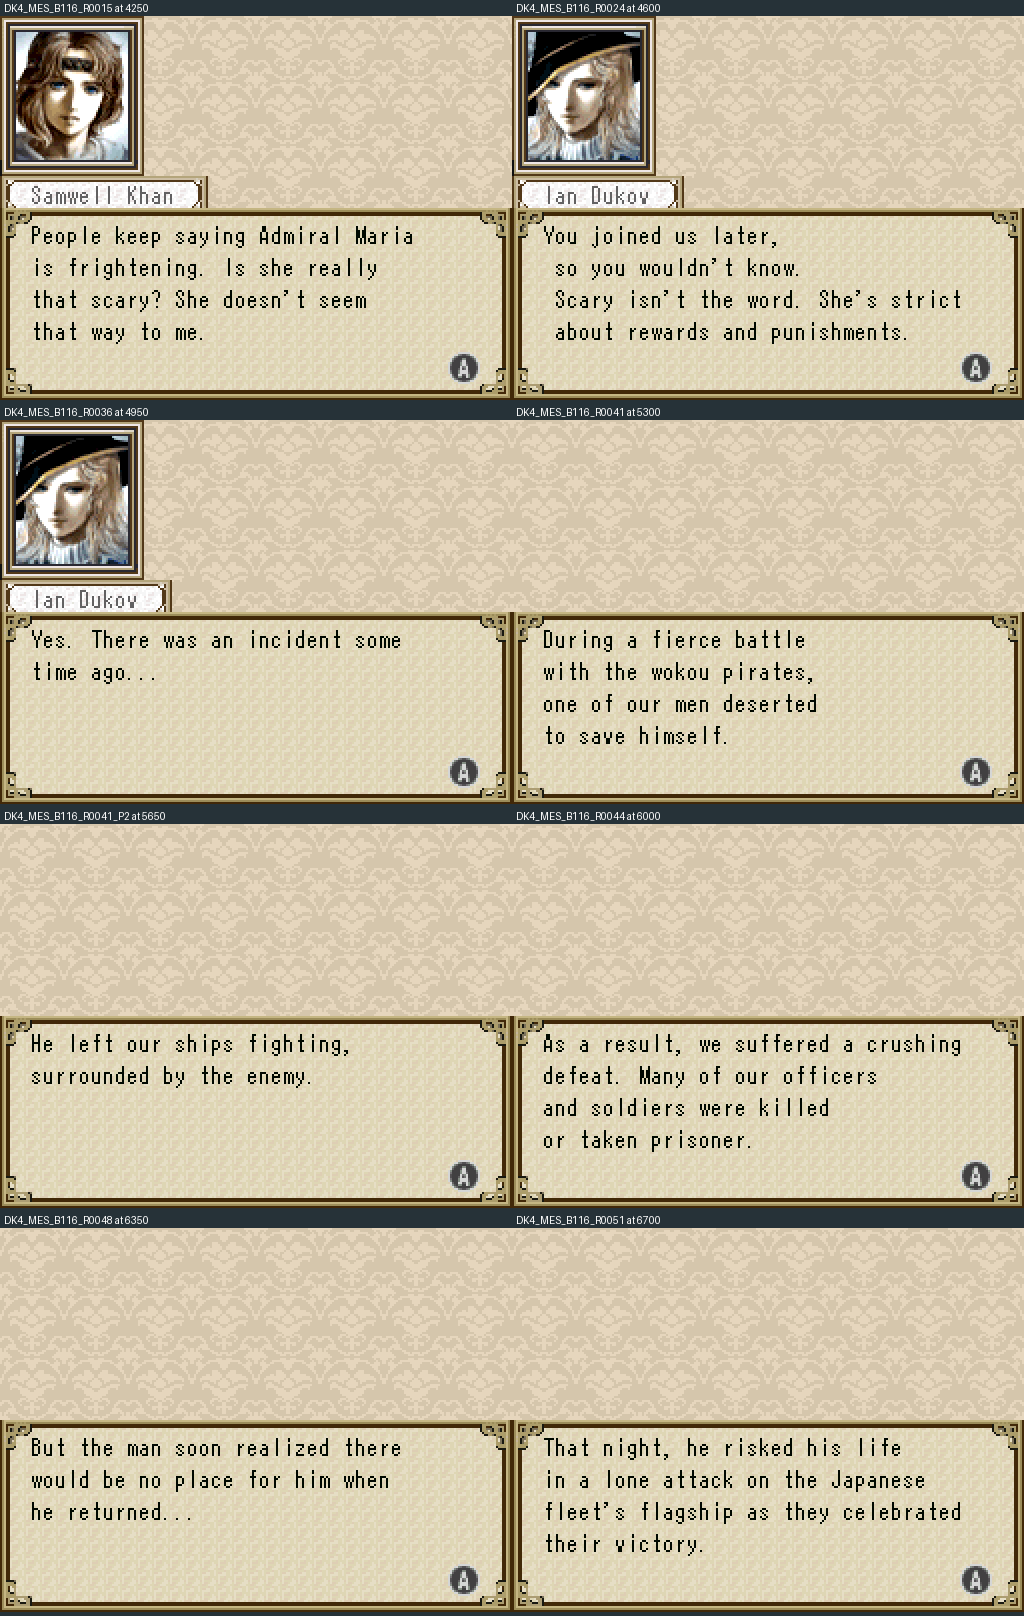 DK4_MES_B116_R0015 at 4250
Samwell Khan
People keep saying Admiral Maria
is frightening. Is she really
that scary? She doesn't seem
that way to me.
A
DK4_MES_B116_R0024 at 4600
Ian Dukov
You joined us later,
so you wouldn't know.
Scary isn't the word. She's strict
about rewards and punishments.
A
DK4_MES_B116_R0036 at 4950
Ian Dukov
Yes. There was an incident some
time ago...
A
DK4_MES_B116_R0041 at 5300
During a fierce battle
with the wokou pirates,
one of our men deserted
to save himself.
A
DK4_MES_B116_R0041_P2 at 5650
He left our ships fighting,
surrounded by the enemy.
A
DK4_MES_B116_R0044 at 6000
As a result, we suffered a crushing
defeat. Many of our officers
and soldiers were killed
or taken prisoner.
A
DK4_MES_B116_R0048 at 6350
But the man soon realized there
would be no place for him when
he returned...
A
DK4_MES_B116_R0051 at 6700
That night, he risked his life
in a lone attack on the Japanese
fleet's flagship as they celebrated
their victory.
A